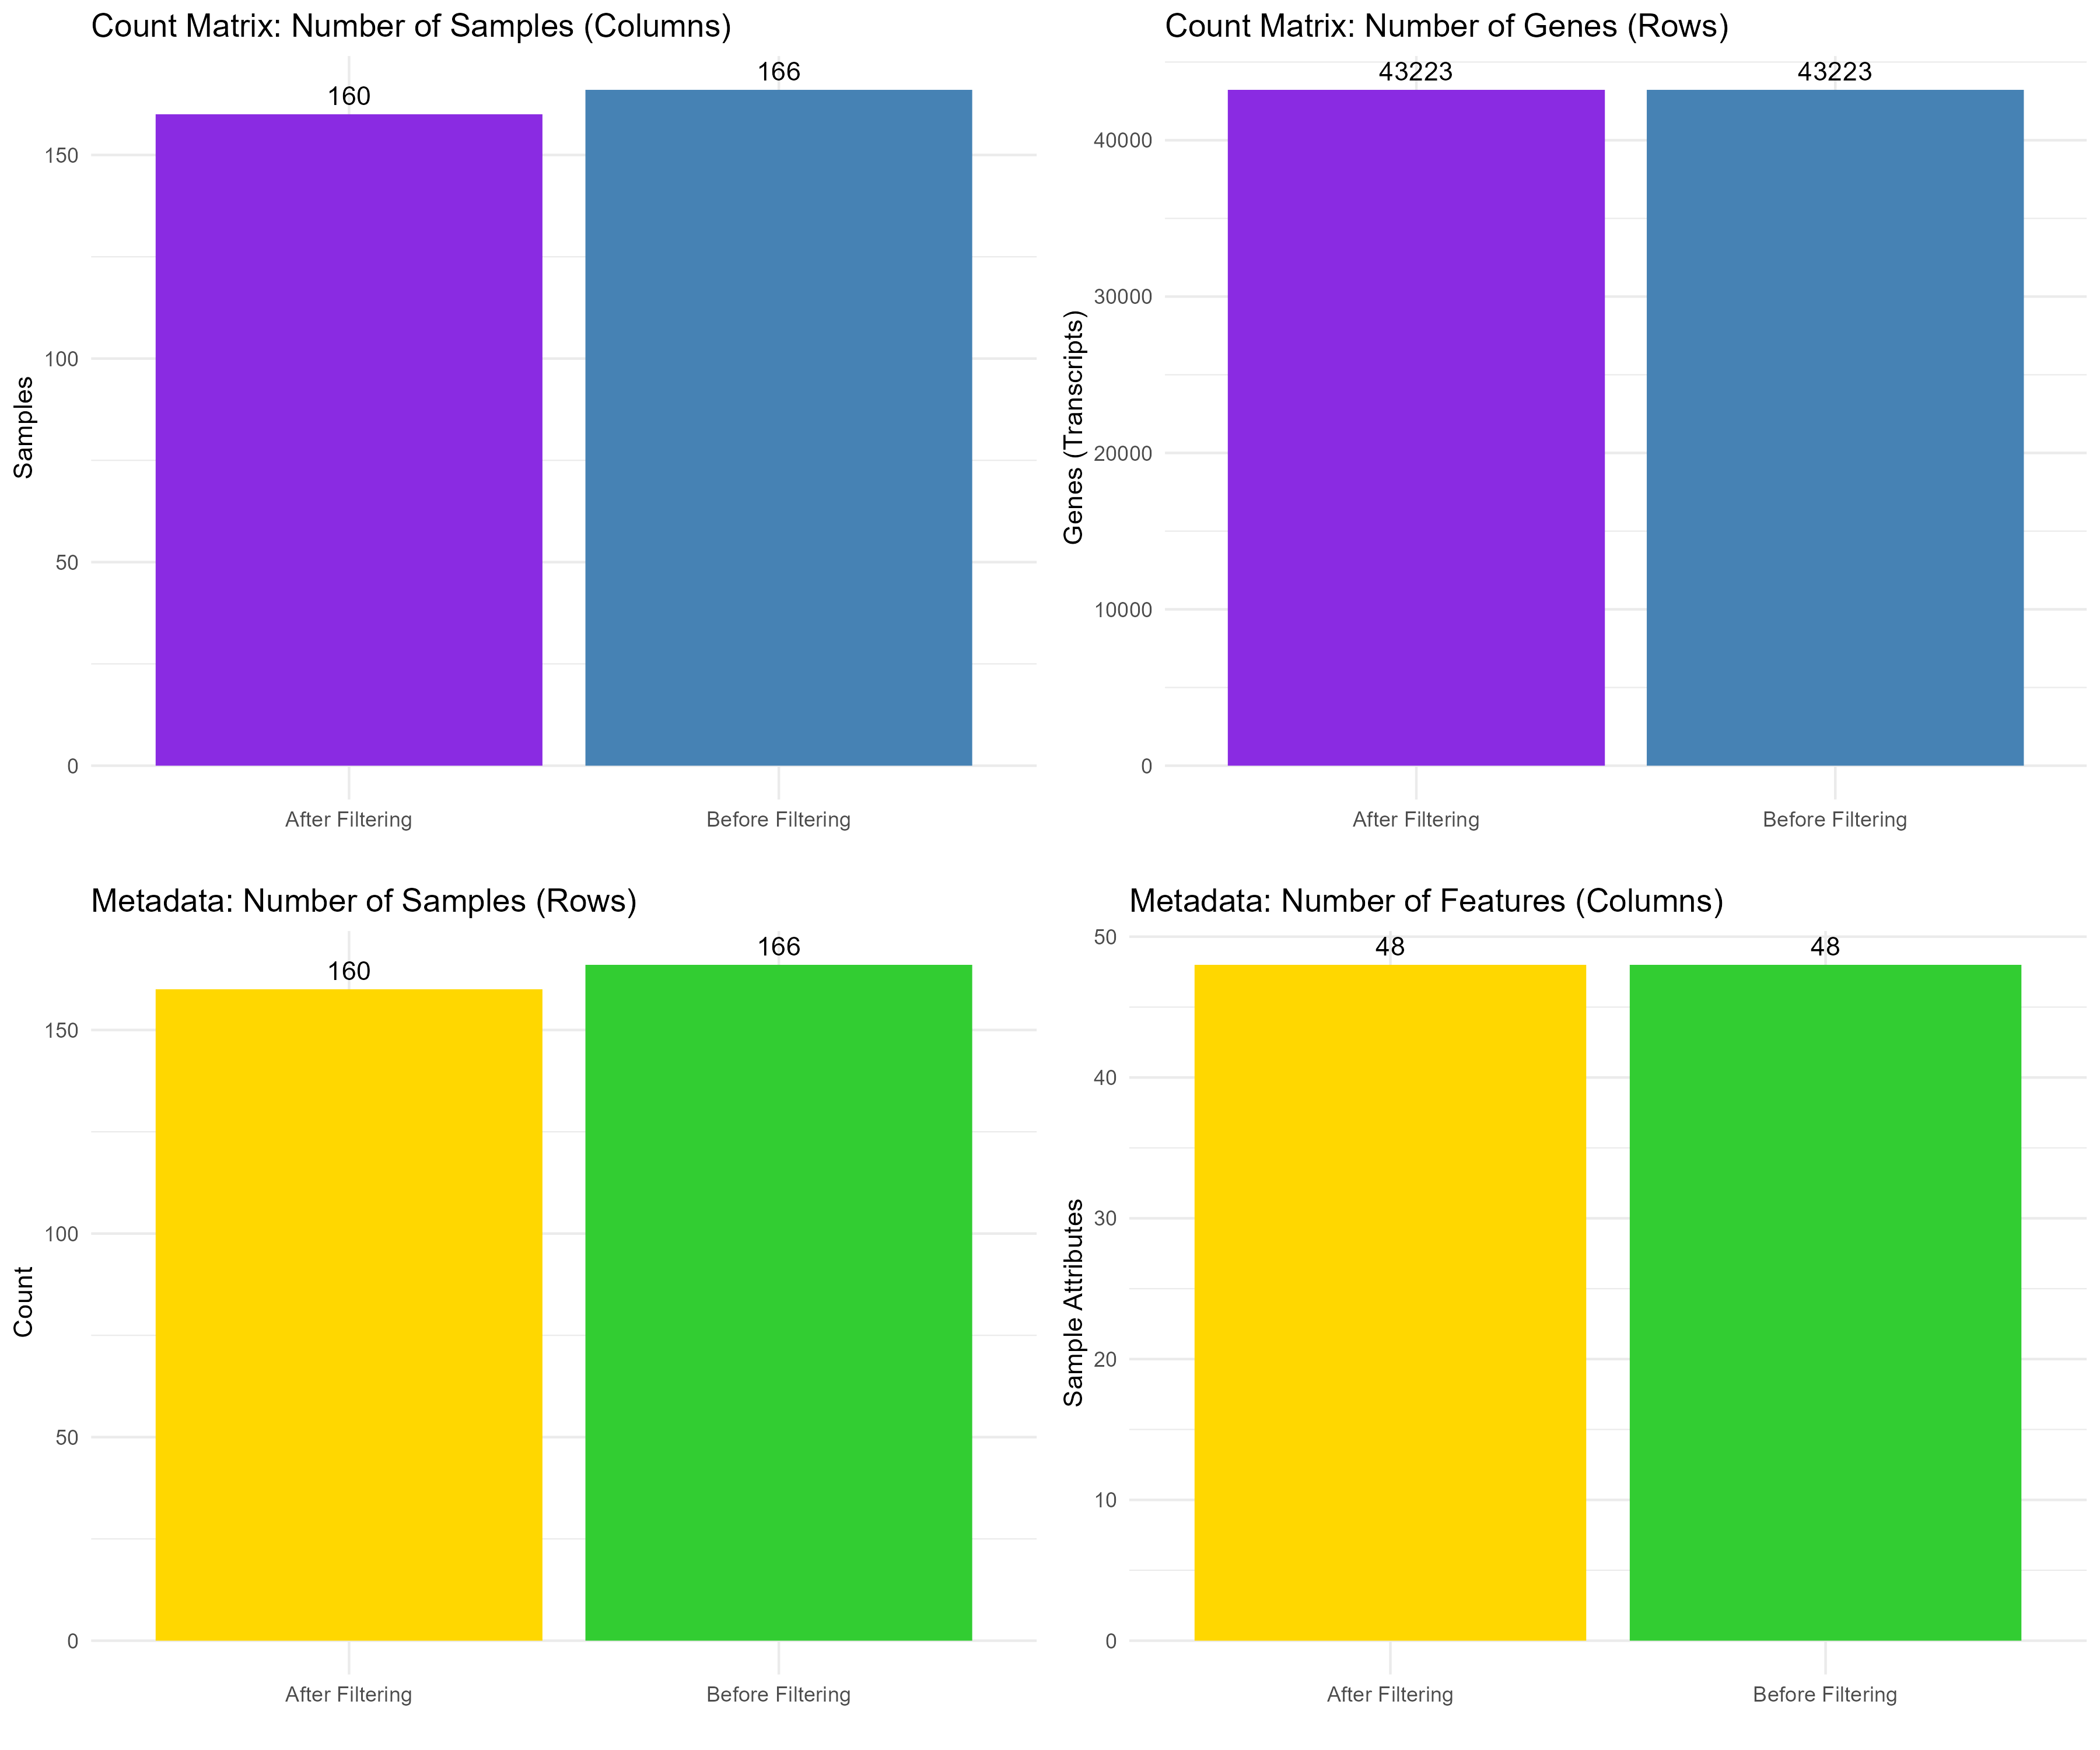 Count Matrix: Number of Samples (Columns)
Samples
150
100
50
0
160
166
After Filtering
Before Filtering
Count Matrix: Number of Genes (Rows)
Genes (Transcripts)
40000
30000
20000
10000
0
43223
43223
After Filtering
Before Filtering
Metadata: Number of Samples (Rows)
Count
150
100
50
0
160
166
After Filtering
Before Filtering
Metadata: Number of Features (Columns)
Sample Attributes
50
40
30
20
10
0
48
48
After Filtering
Before Filtering